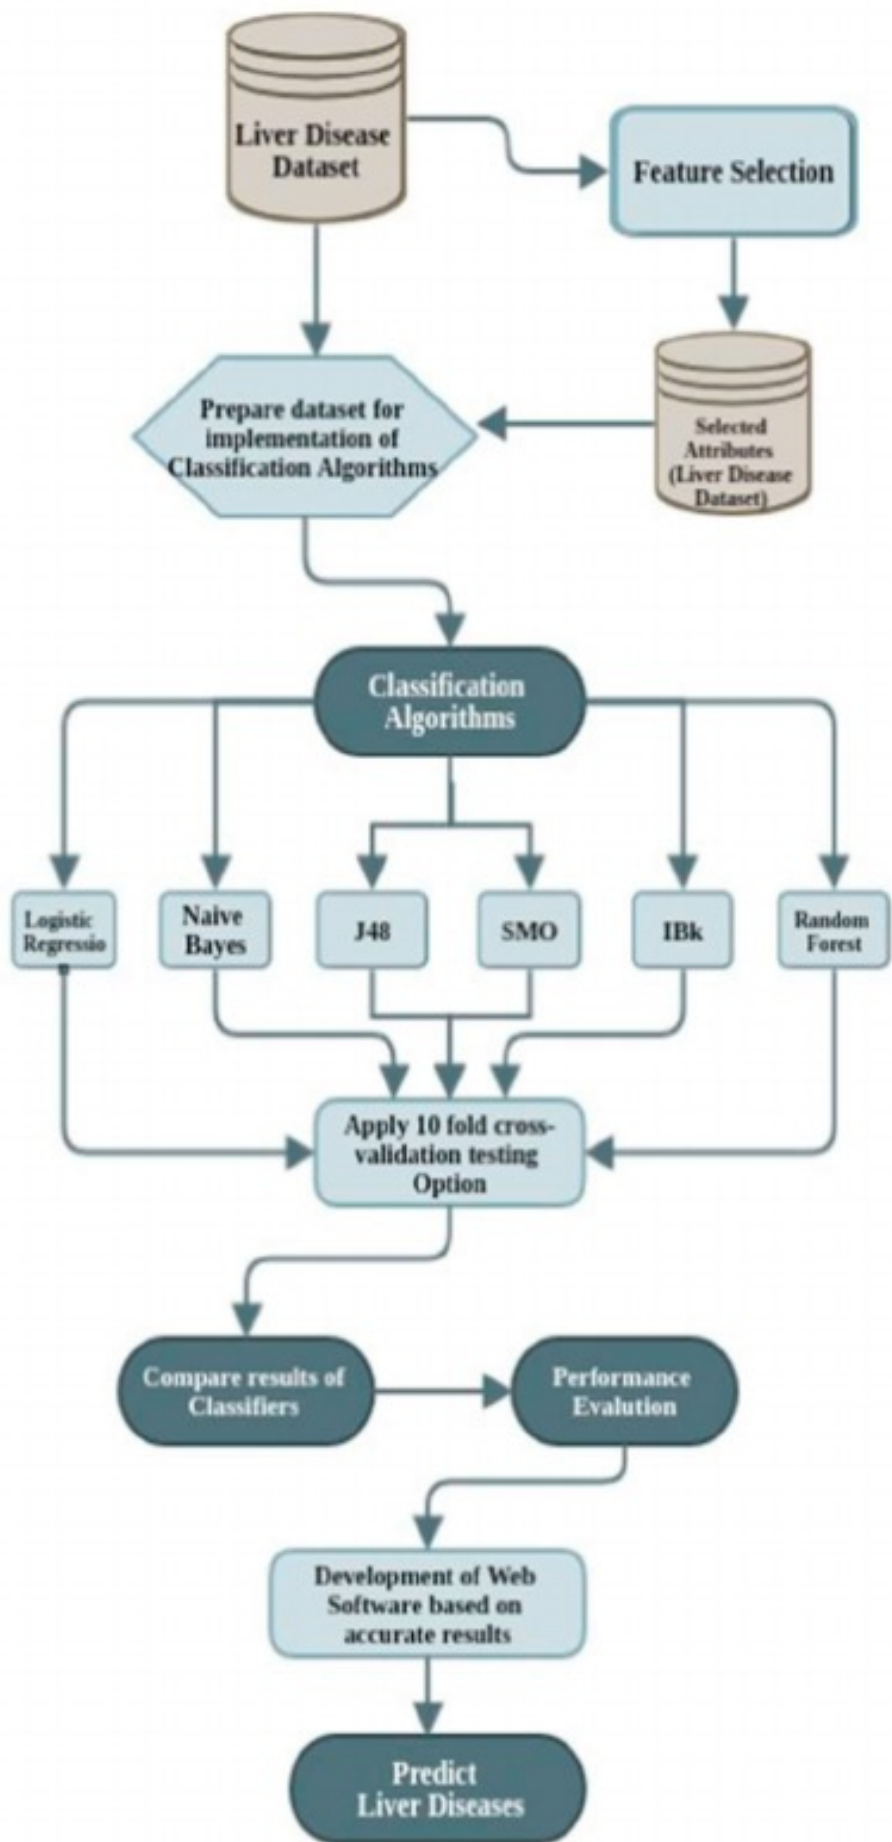 Liver Disease
Dataset
Feature Selection
Prepare dataset for
implementation of
Classification Algorithms
Selected
Attributes
(Liver Disease
Dataset)
Classification
Algorithms
Logistic
Regressio
Naive
Bayes
J48
SMO
IBk
Random
Forest
Apply 10 fold cross-
validation testing
Option
Compare results of
Classifiers
Performance
Evalution
Development of Web
Software based on
accurate results
Predict
Liver Diseases